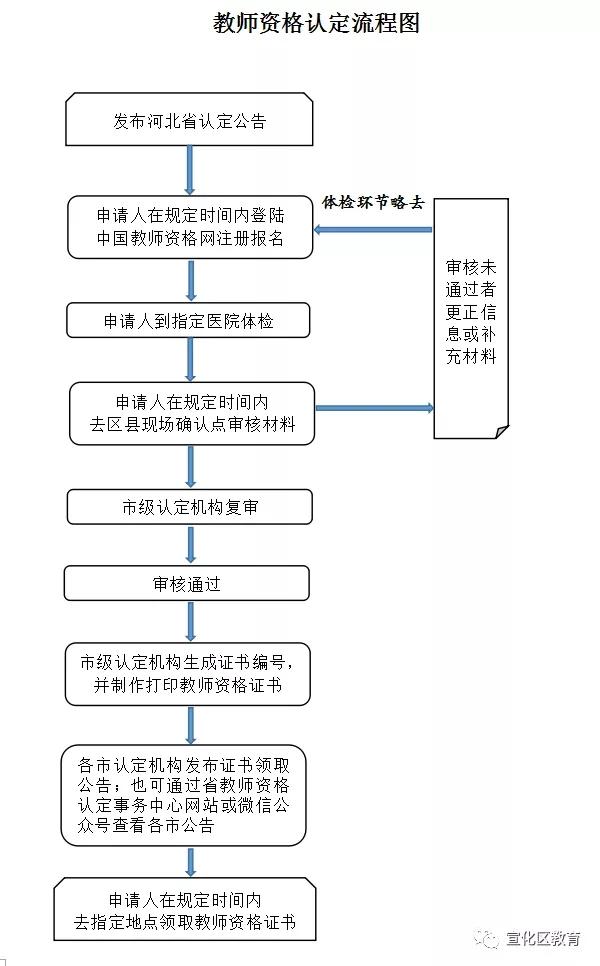 教师资格认定流程图
发布河北省认定公告
申请人在规定时间内登陆
中国教师资格网注册报名
体检环节略去
审核未
通过者
更正信
息或补
充材料
申请人到指定医院体检
申请人在规定时间内
去区县现场确认点审核材料
市级认定机构复审
审核通过
市级认定机构生成证书编号，
并制作打印教师资格证书
各市认定机构发布证书领取
公告；也可通过省教师资格
认定事务中心网站或微信公
众号查看各市公告
申请人在规定时间内
去指定地点领取教师资格证书
宣化区教育